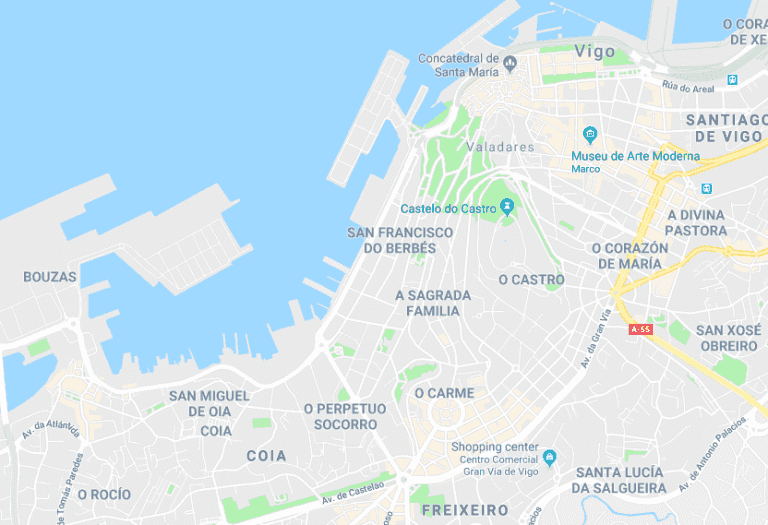 O CORA
DE XE
Vigo
Concatedral de
Santa María
Rúa do Areal
SANTIAGO
DE VIGO
Valadares
Museu de Arte Moderna
Marco
Castelo do Castro
A DIVINA
PASTORA
SAN FRANCISCO
DO BERBÉS
O CORAZÓN
DE MARÍA
BOUZAS
O CASTRO
A SAGRADA
FAMILIA
A 55
SAN XOSÉ
OBREIRO
Av. da Gran Vía
SAN MIGUEL
DE OIA
COIA
O CARME
O PERPETUO
SOCORRO
Av. da Atlántida
Shopping center
Centro Comercial
Gran Vía de Vigo
COIA
Av. de Antonio Palacios
SANTA LUCÍA
DA SALGUEIRA
de Tomás Paredes
O ROCÍO
Av. de Castelao
FREIXEIRO